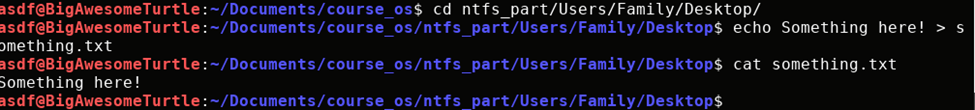 asdf@BigAwesomeTurtle:~/Documents/course_os$ cd ntfs_part/Users/Family/Desktop/
asdf@BigAwesomeTurtle:~/Documents/course_os/ntfs_part/Users/Family/Desktop$ echo Something here! > s
omething.txt
asdf@BigAwesomeTurtle:~/Documents/course_os/ntfs_part/Users/Family/Desktop$ cat something.txt
Something here!
asdf@BigAwesomeTurtle:~/Documents/course_os/ntfs_part/Users/Family/Desktop$